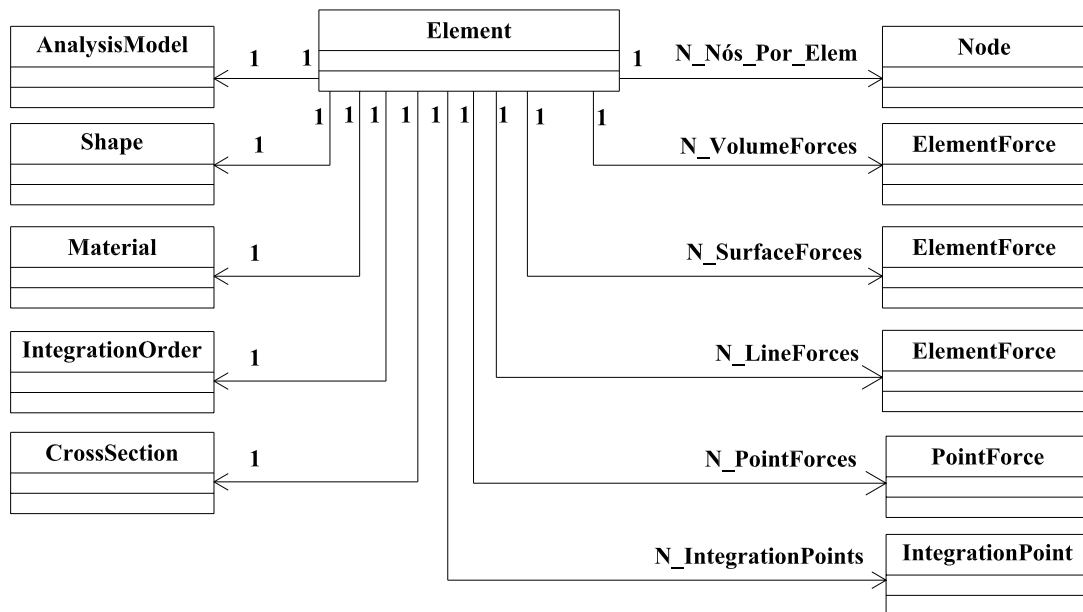 Element
AnalysisModel
1
1
1
N_Nós_Por_Elem
Node
1
1
1
1
1
1
1
1
1
Shape
1
N_VolumeForces
ElementForce
Material
1
N_SurfaceForces
ElementForce
IntegrationOrder
1
N_LineForces
ElementForce
CrossSection
1
N_PointForces
PointForce
N_IntegrationPoints
IntegrationPoint